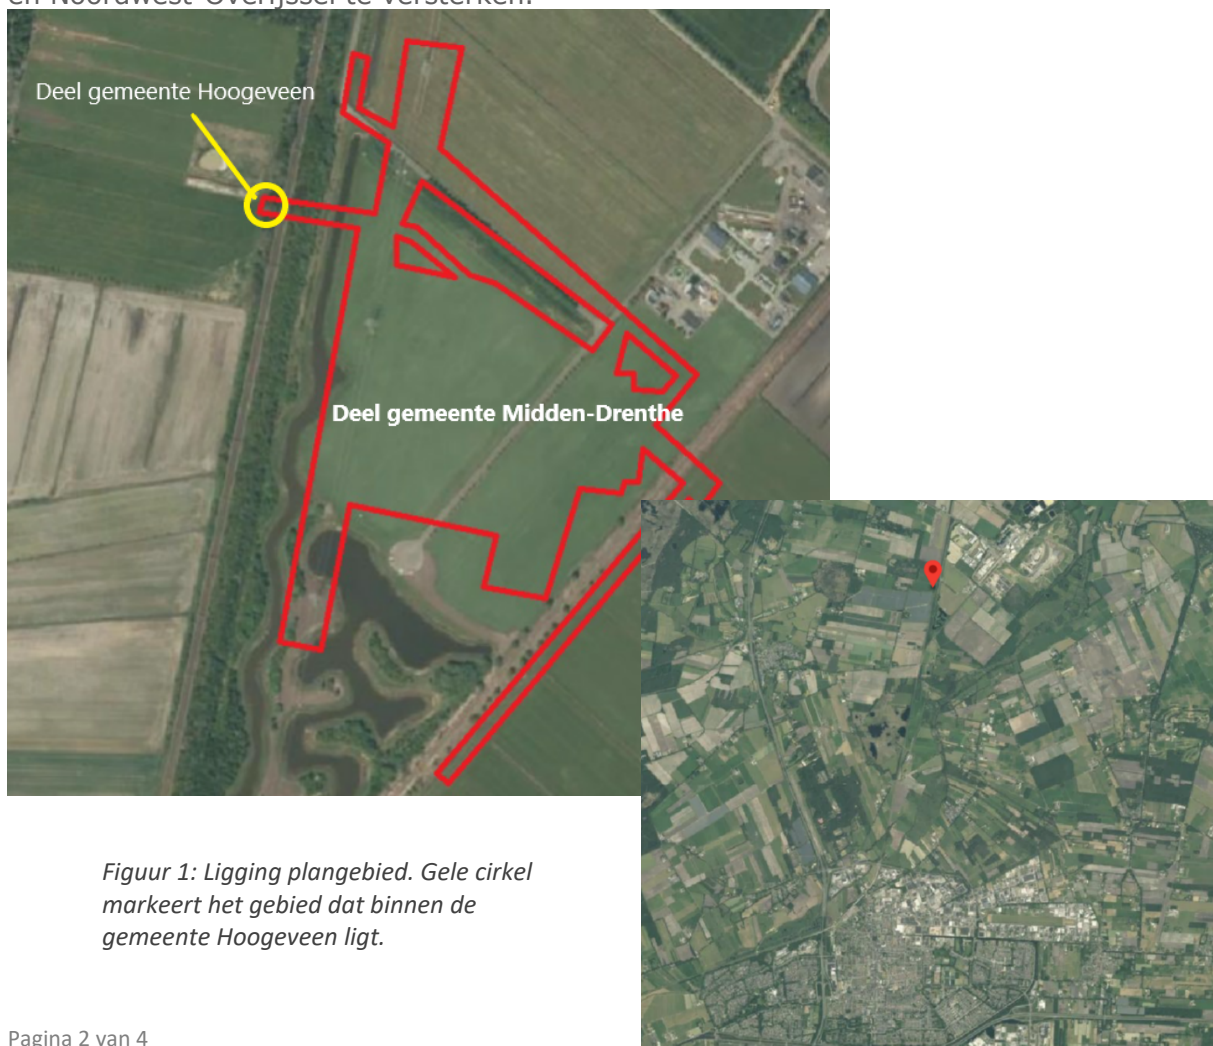 en Noordwest-Overijssel te versterken.
Deel gemeente Hoogeveen
Deel gemeente Midden-Drenthe
Figuur 1: Ligging plangebied. Gele cirkel
markeert het gebied dat binnen de
gemeente Hoogeveen ligt.
Pagina 2 van 4